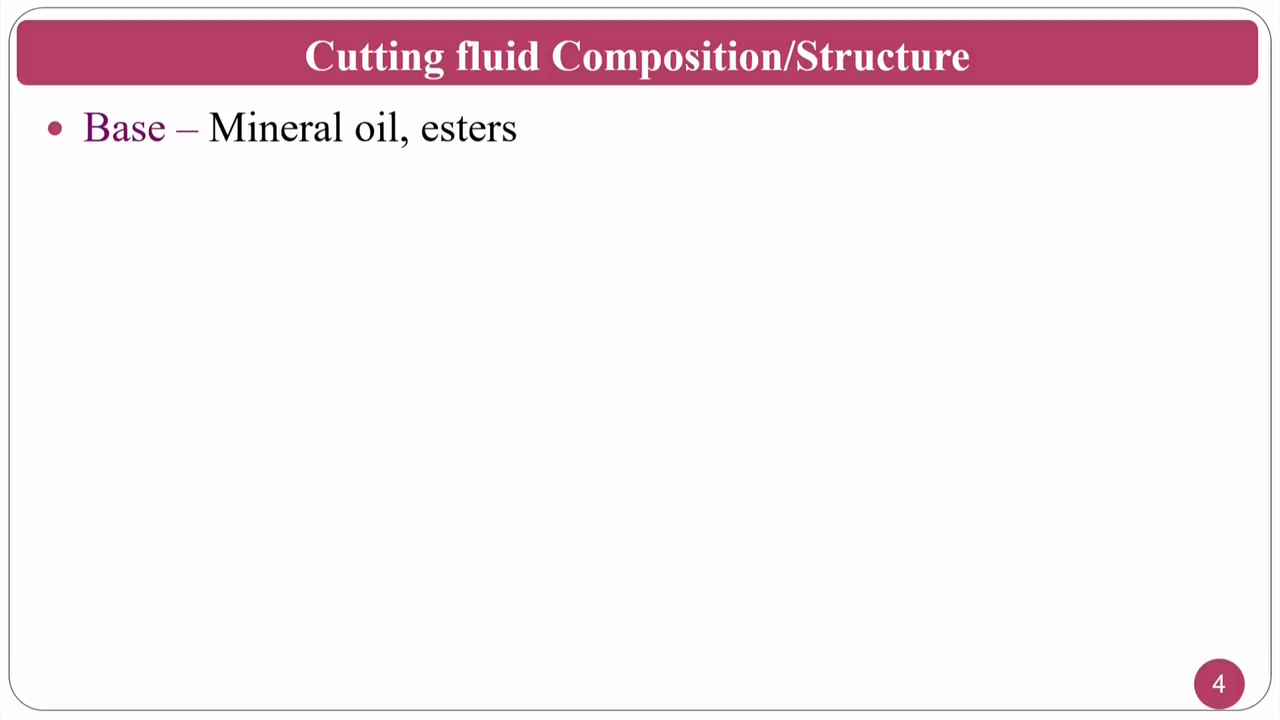 Cutting fluid Composition/Structure
• Base – Mineral oil, esters
4